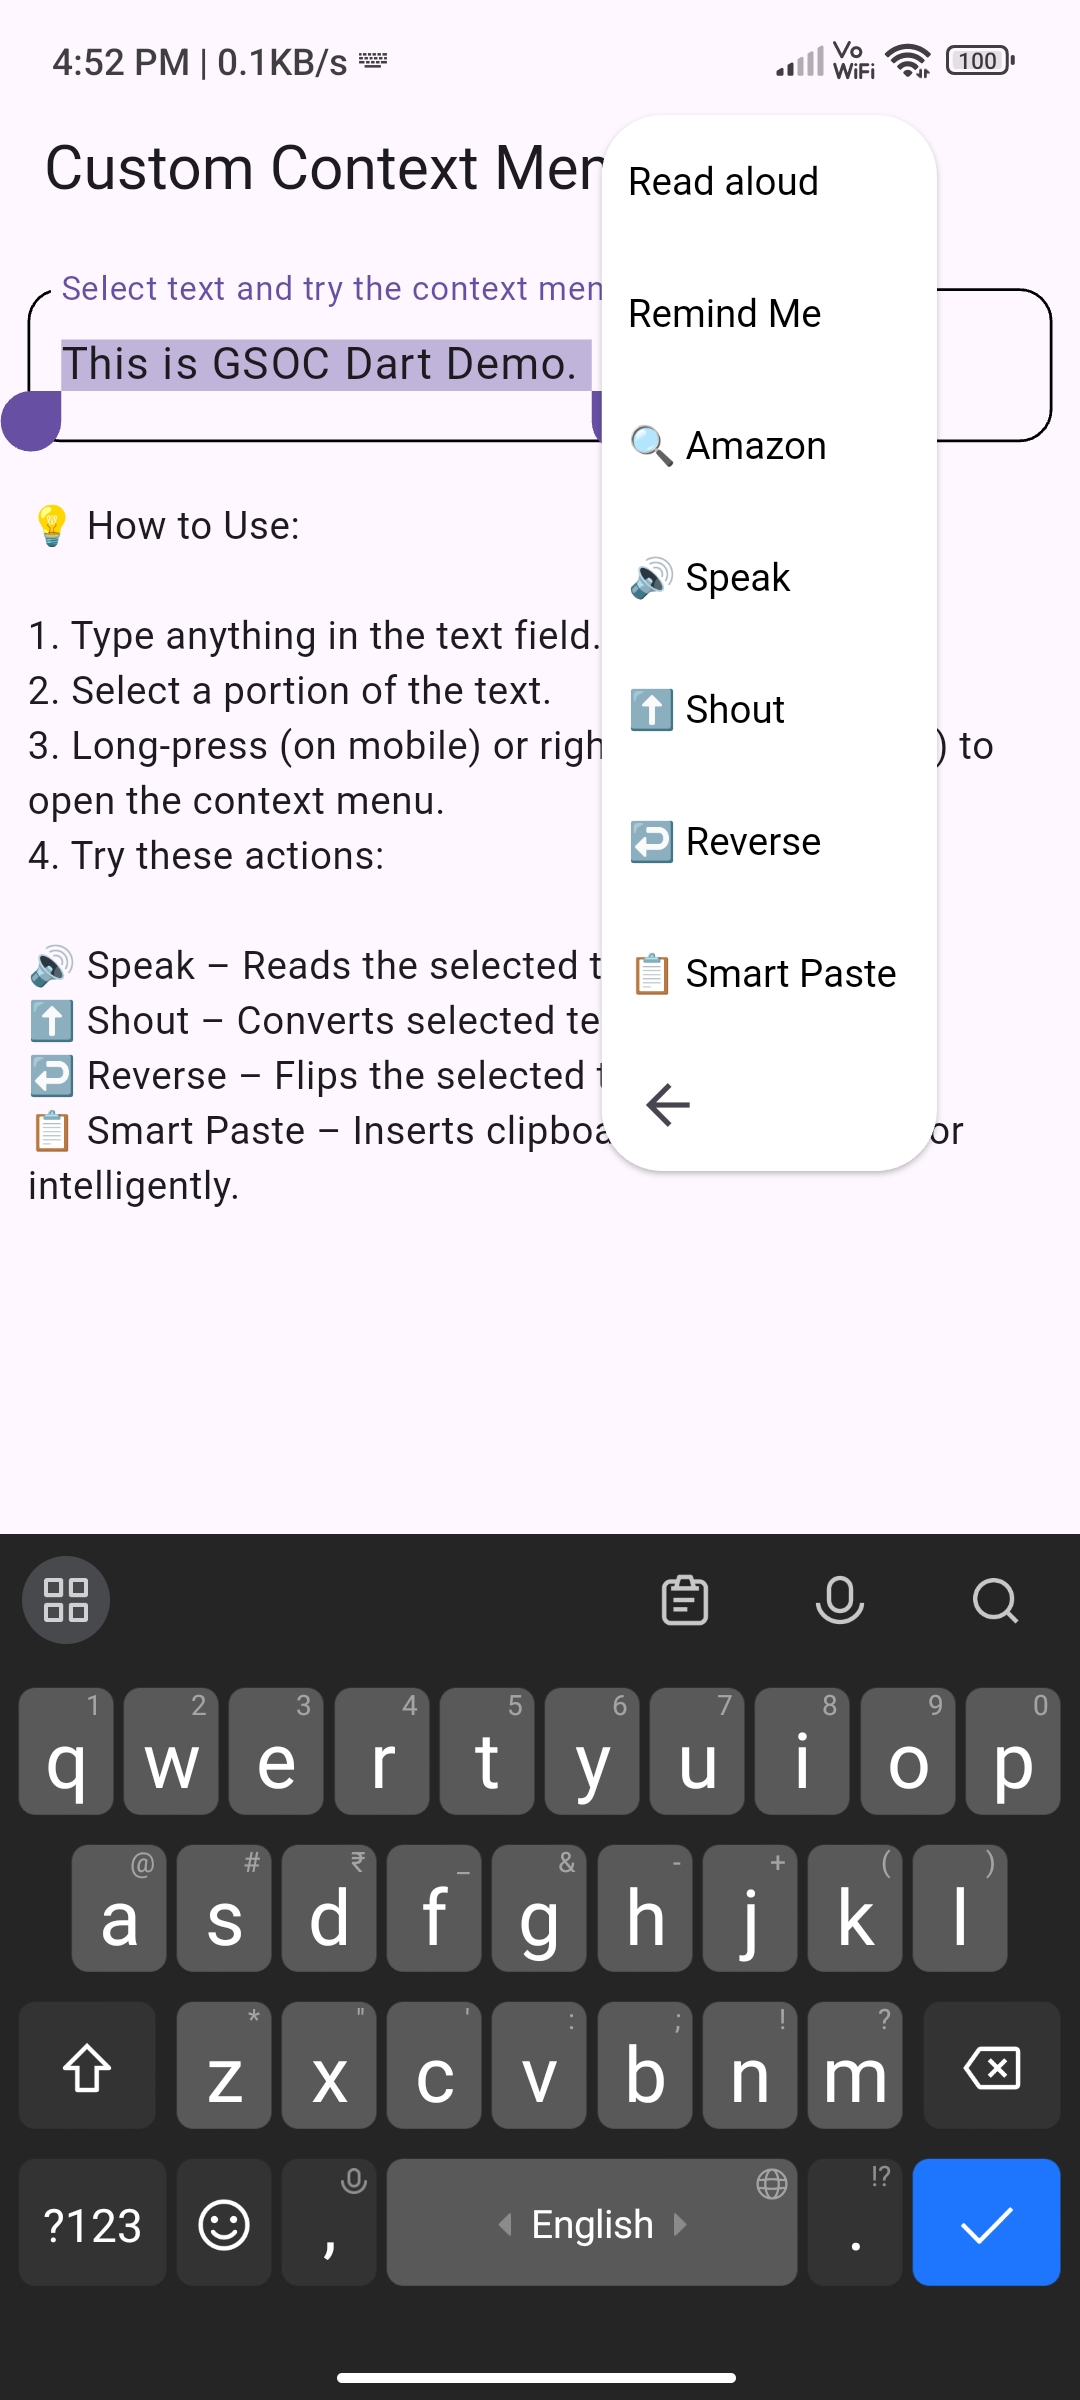 4:52 PM | 0.1KB/s
Vo
WiFi
100
Custom Context Men
Select text and try the context men
This is GSOC Dart Demo.
Read aloud
Remind Me
🔍 Amazon
🔊 Speak
⬆️ Shout
↩️ Reverse
📋 Smart Paste
💡 How to Use:
1. Type anything in the text field.
2. Select a portion of the text.
3. Long-press (on mobile) or righ ) to
open the context menu.
4. Try these actions:
🔊 Speak – Reads the selected t
⬆️ Shout – Converts selected te
↩️ Reverse – Flips the selected t
📋 Smart Paste – Inserts clipboa or
intelligently.
1 2 3 4 5 6 7 8 9 0
q w e r t y u i o p
@ # ₹ _ & - + ( )
a s d f g h j k l
* " ' : ; ! ?
z x c v b n m
!?
?123 , English .